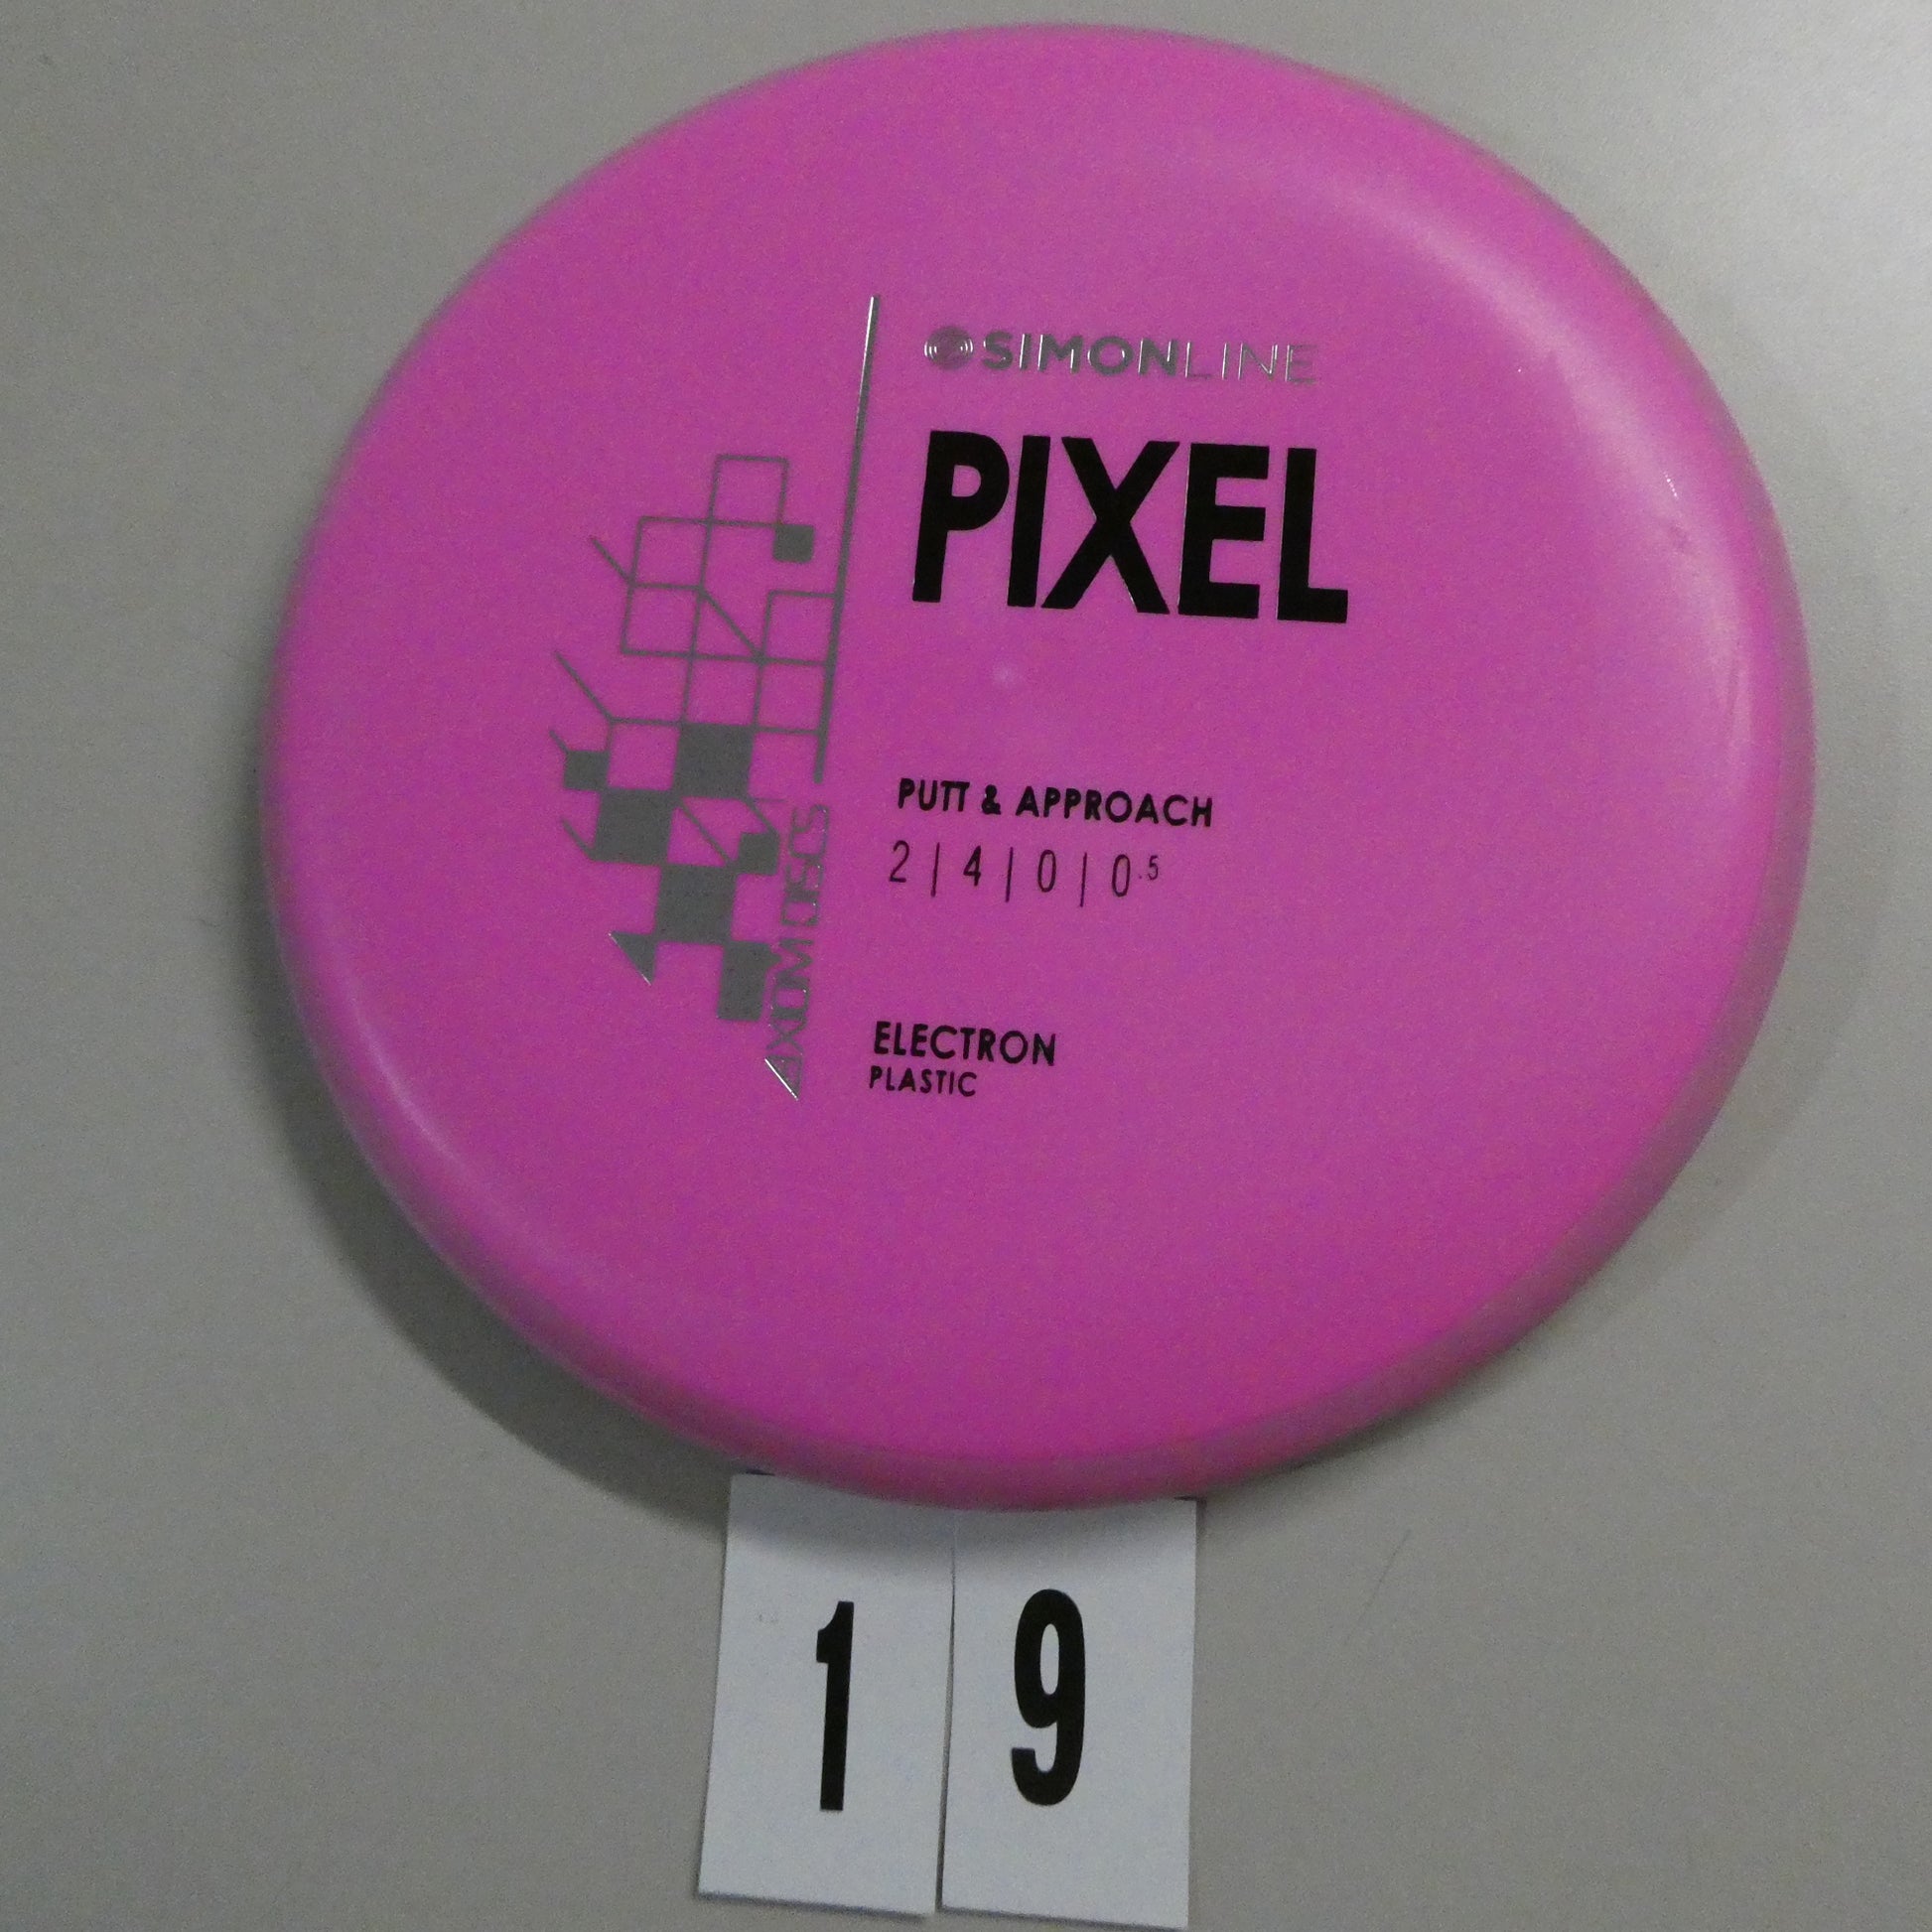 SIMONLINE
PIXEL
PUTT & APPROACH
2 | 4 | 0 | 0.5
ELECTRON
PLASTIC
AXIOM DISCS
1 9